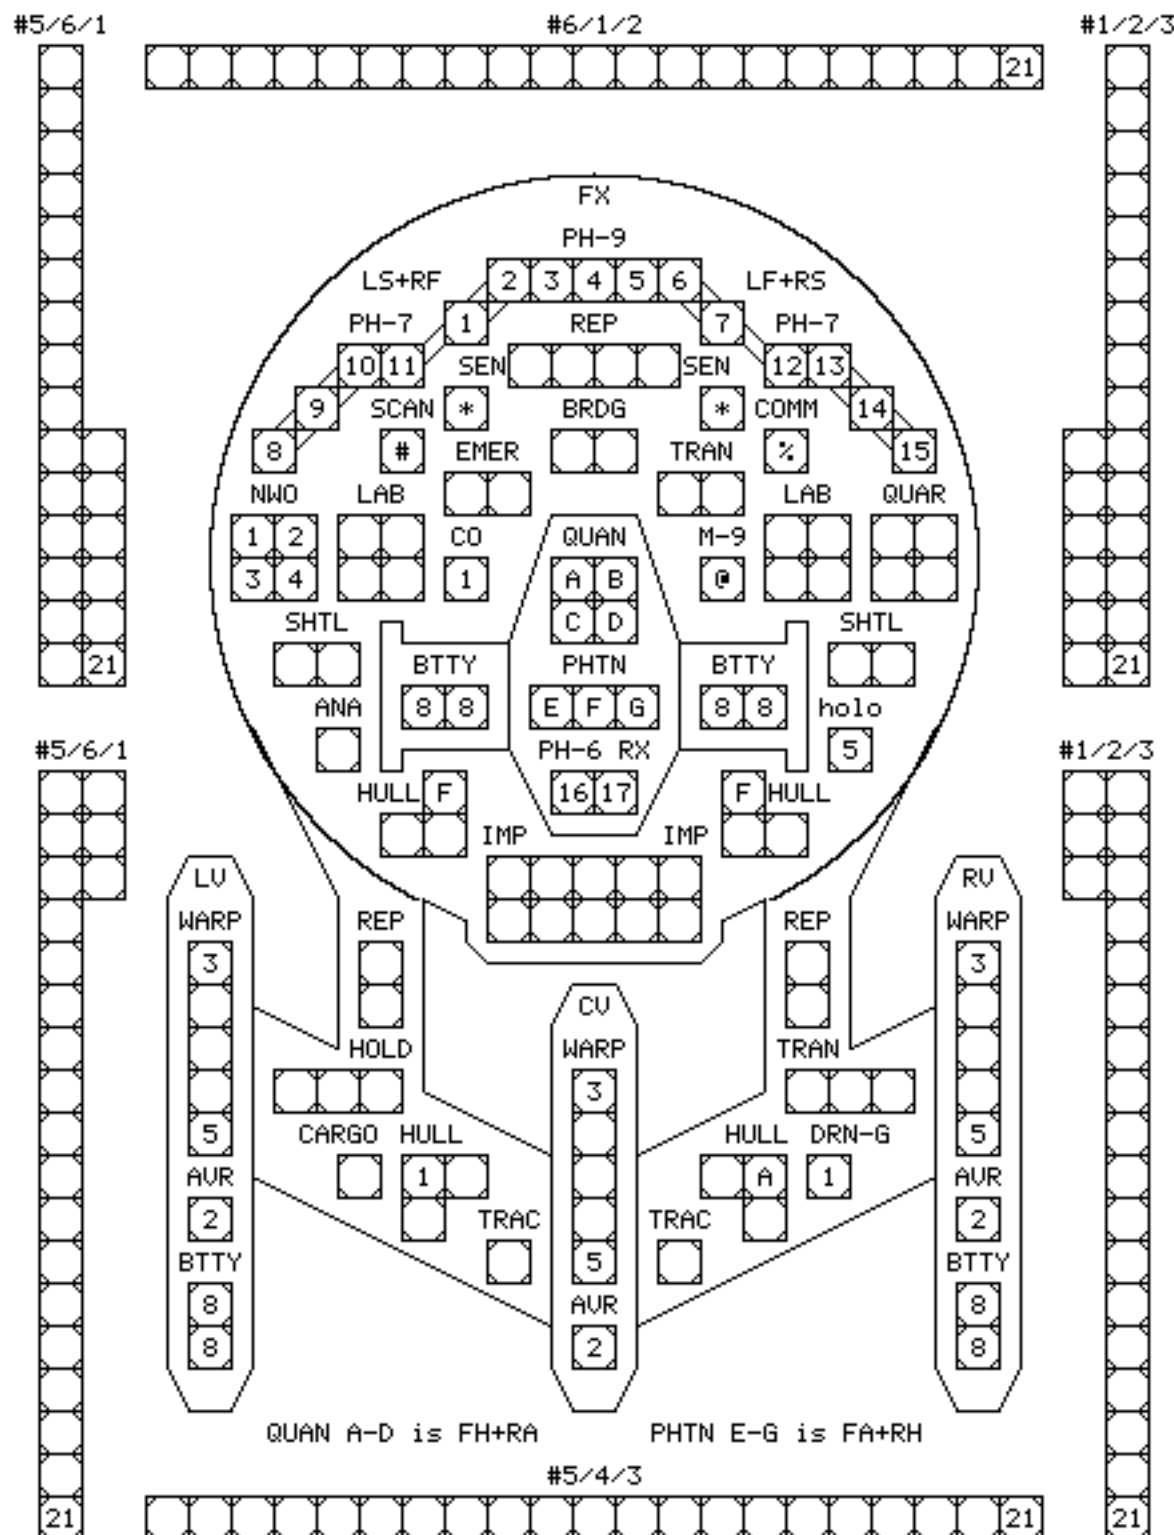 #5/6/1 #6/1/2 #1/2/3
21
FX
PH-9
LS+RF 2 3 4 5 6 LF+RS
PH-7 1 REP 7 PH-7
10 11 SEN SEN 12 13
9 SCAN * BRDG * COMM 14
8 # EMER TRAN % 15
NWO LAB LAB QUAR
1 2 CO QUAN M-9
3 4 1 A B @
SHTL C D SHTL
21 BTTY PHTN BTTY 21
ANA 8 8 E F G 8 8 holo
#5/6/1 PH-6 RX 5 #1/2/3
HULL F 16 17 F HULL
IMP IMP
LV RV
WARP REP REP WARP
3 3
CV
HOLD WARP TRAN
3
5 CARGO HULL HULL DRN-G 5
AVR 1 A 1 AVR
2 TRAC TRAC 2
BTTY 5 BTTY
8 AVR 8
8 2 8
QUAN A-D is FH+RA PHTN E-G is FA+RH
#5/4/3
21 21 21